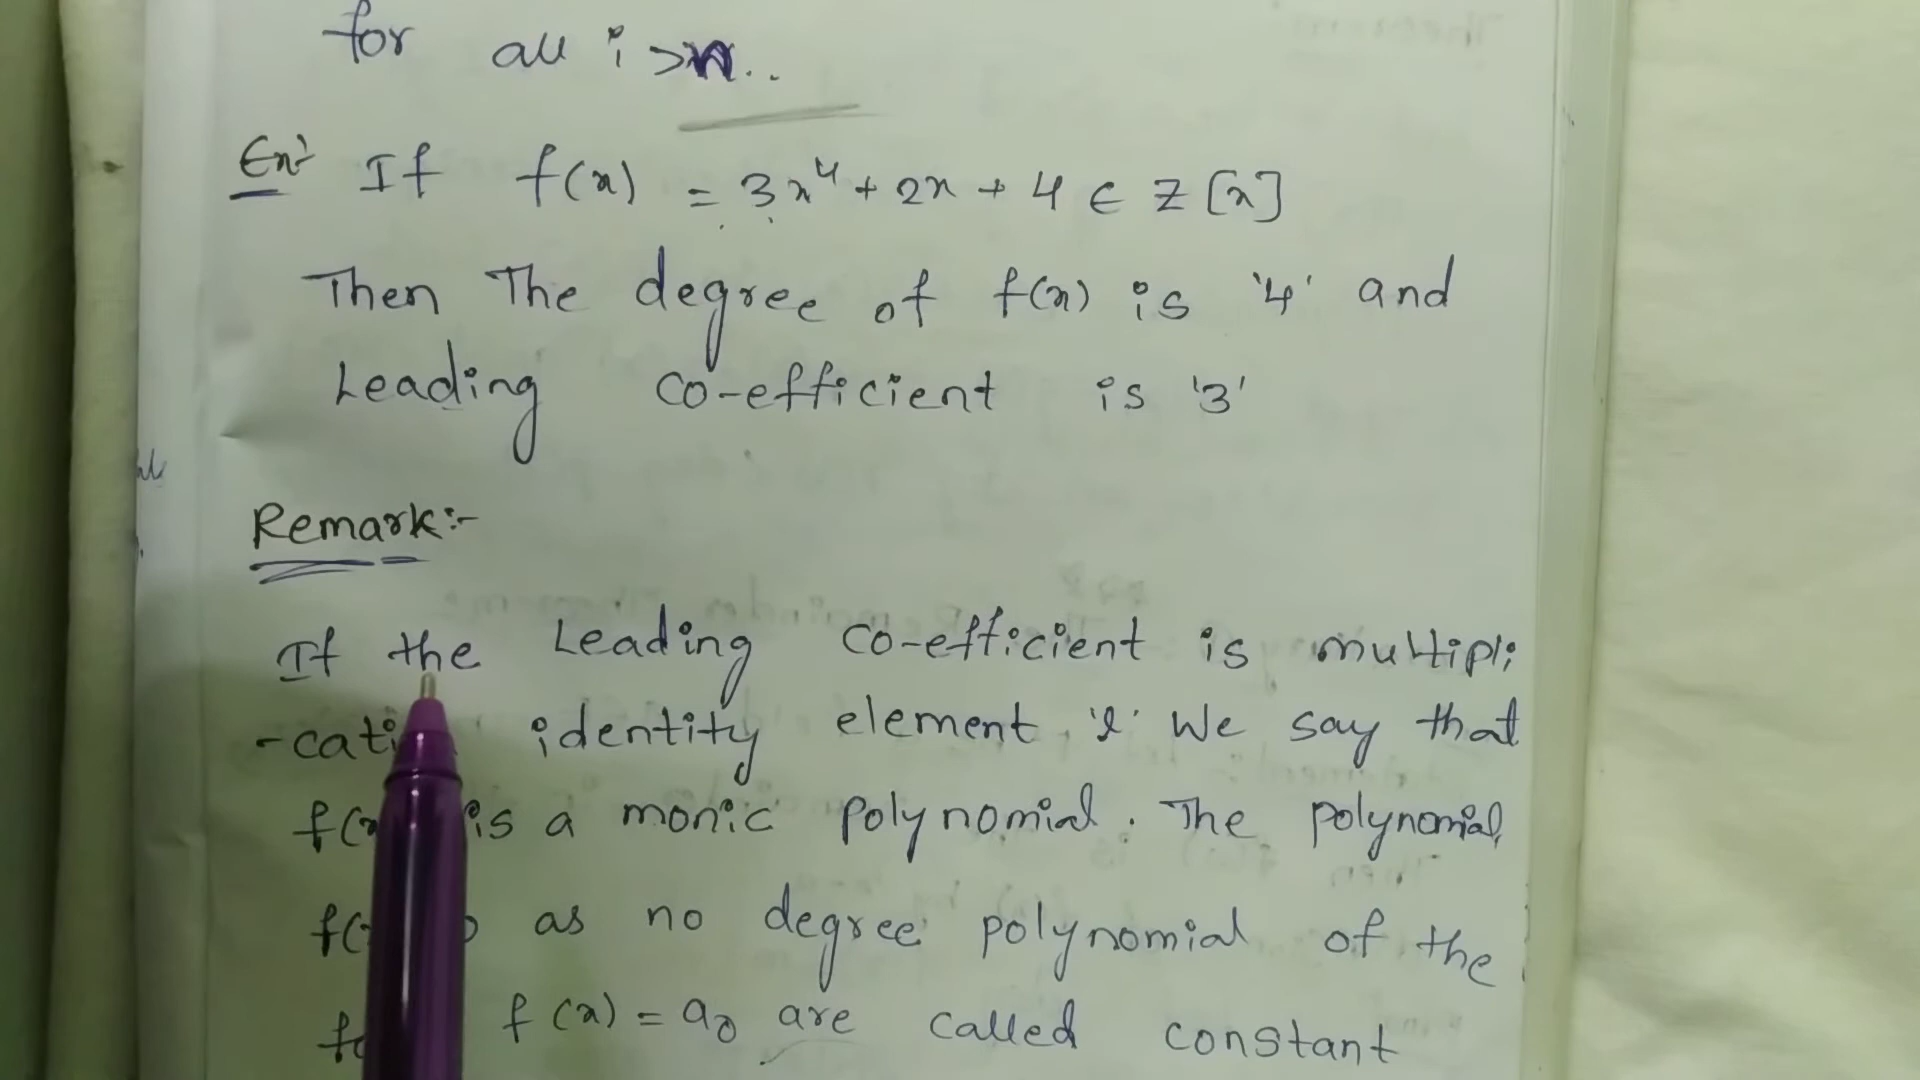 for all i >n..
Ex:- If f(x) = 3x⁴ + 2x + 4 ∈ Z [x]
Then The degree of f(x) is '4' and
Leading co-efficient is '3'
Remark:-
If the Leading co-efficient is multipli
-cati identity element We say that
f(x is a monic polynomial. The polynomial
f( as no degree polynomial of the
f (x) = a₀ are called constant